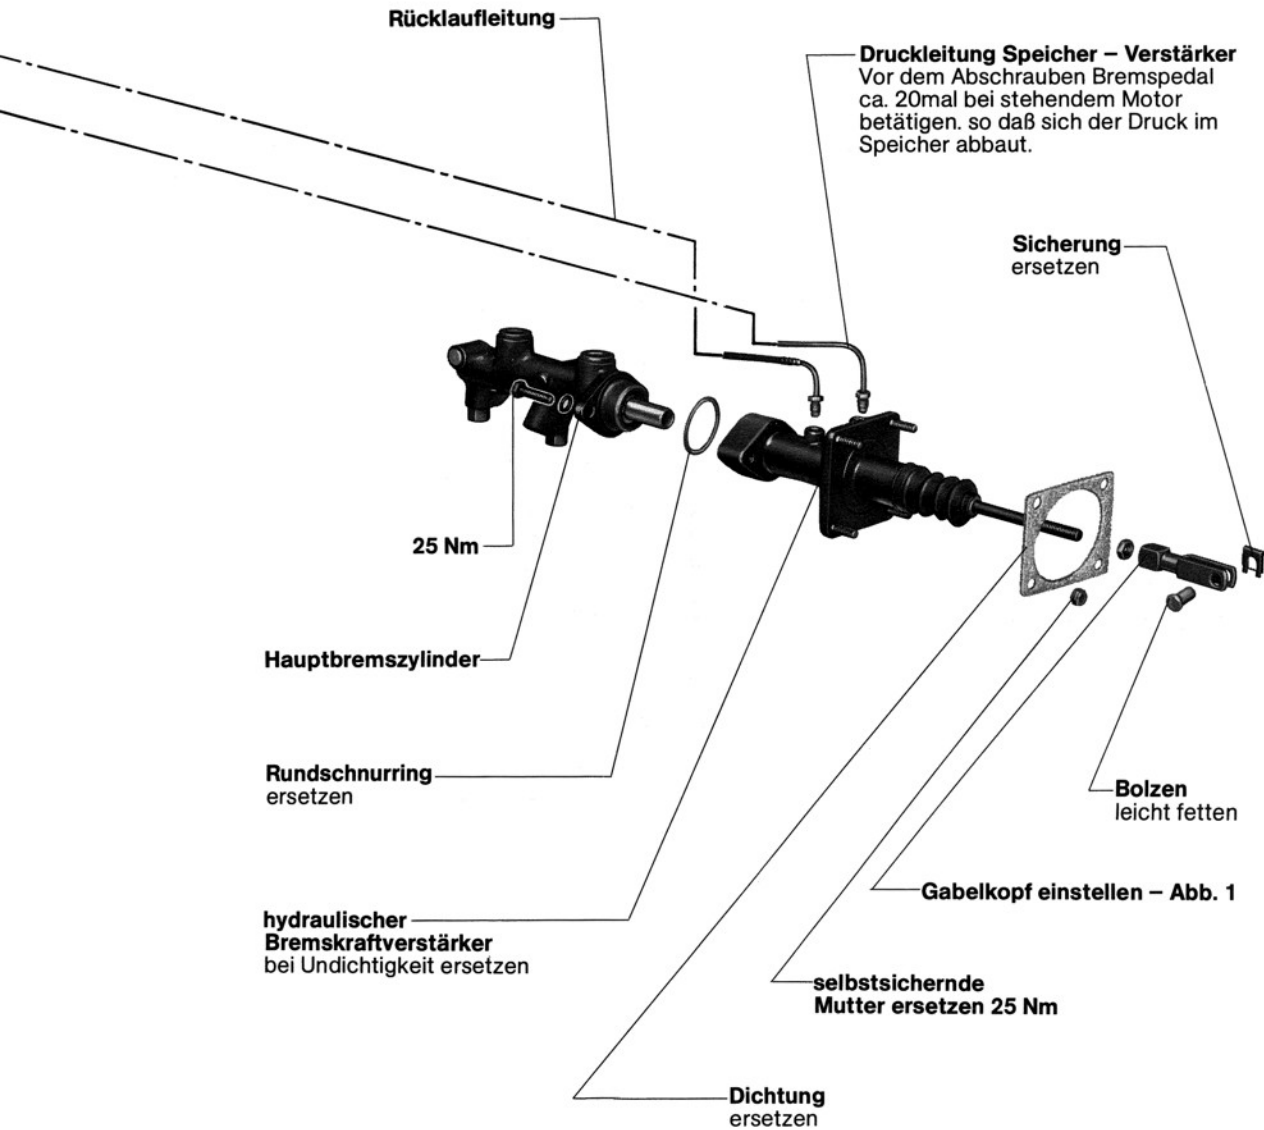 Rücklaufleitung
Druckleitung Speicher – Verstärker
Vor dem Abschrauben Bremspedal
ca. 20mal bei stehendem Motor
betätigen. so daß sich der Druck im
Speicher abbaut.
Sicherung
ersetzen
25 Nm
Hauptbremszylinder
Rundschnurring
ersetzen
Bolzen
leicht fetten
Gabelkopf einstellen – Abb. 1
hydraulischer
Bremskraftverstärker
bei Undichtigkeit ersetzen
selbstsichernde
Mutter ersetzen 25 Nm
Dichtung
ersetzen